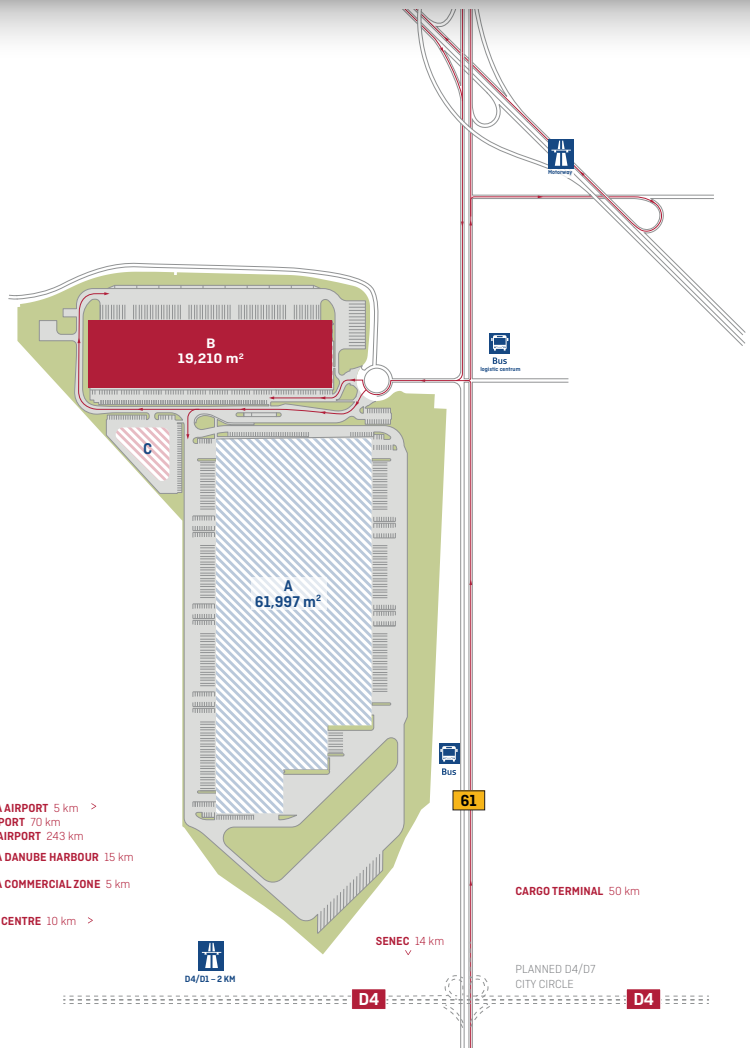 Motorway
B
19,210 m²
Bus
logistic centrum
C
A
61,997 m²
Bus
61
A AIRPORT 5 km >
PORT 70 km
AIRPORT 243 km
A DANUBE HARBOUR 15 km
A COMMERCIAL ZONE 5 km
CENTRE 10 km >
CARGO TERMINAL 50 km
SENEC 14 km
D4/D1 – 2 KM
PLANNED D4/D7
CITY CIRCLE
D4
D4